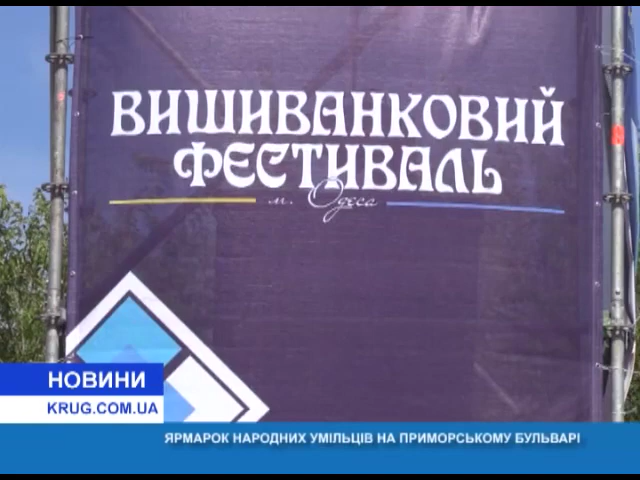 ВИШИВАНКОВИЙ
ФЕСТИВАЛЬ
м. Одеса
НОВИНИ
KRUG.COM.UA
ЯРМАРОК НАРОДНИХ УМІЛЬЦІВ НА ПРИМОРСЬКОМУ БУЛЬВАРІ